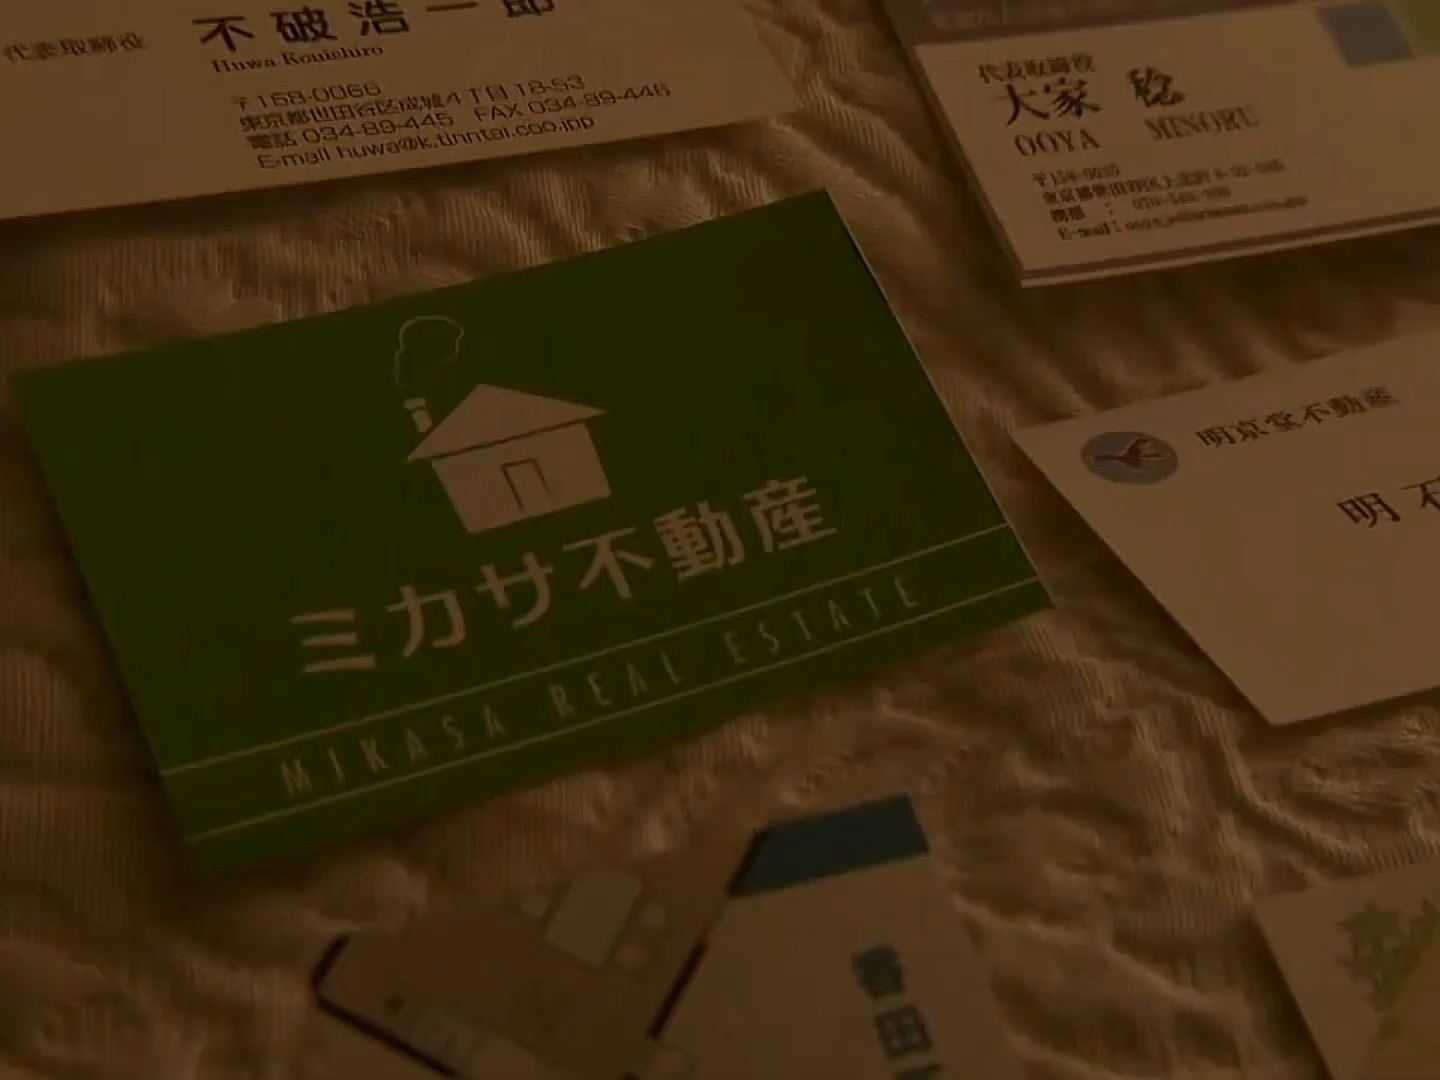 代表取締役
不破浩一郎
Huwa Kouichiro
〒158-0066
東京都世田谷区成城4丁目18-53
電話 034-89-445 FAX 034-89-446
E-mail huwa@k.tinntai.coo.jpp
代表取締役
大家 稔
OOYA MINORU
ミカサ不動産
MIKASA REAL ESTATE
明京堂不動産
明石